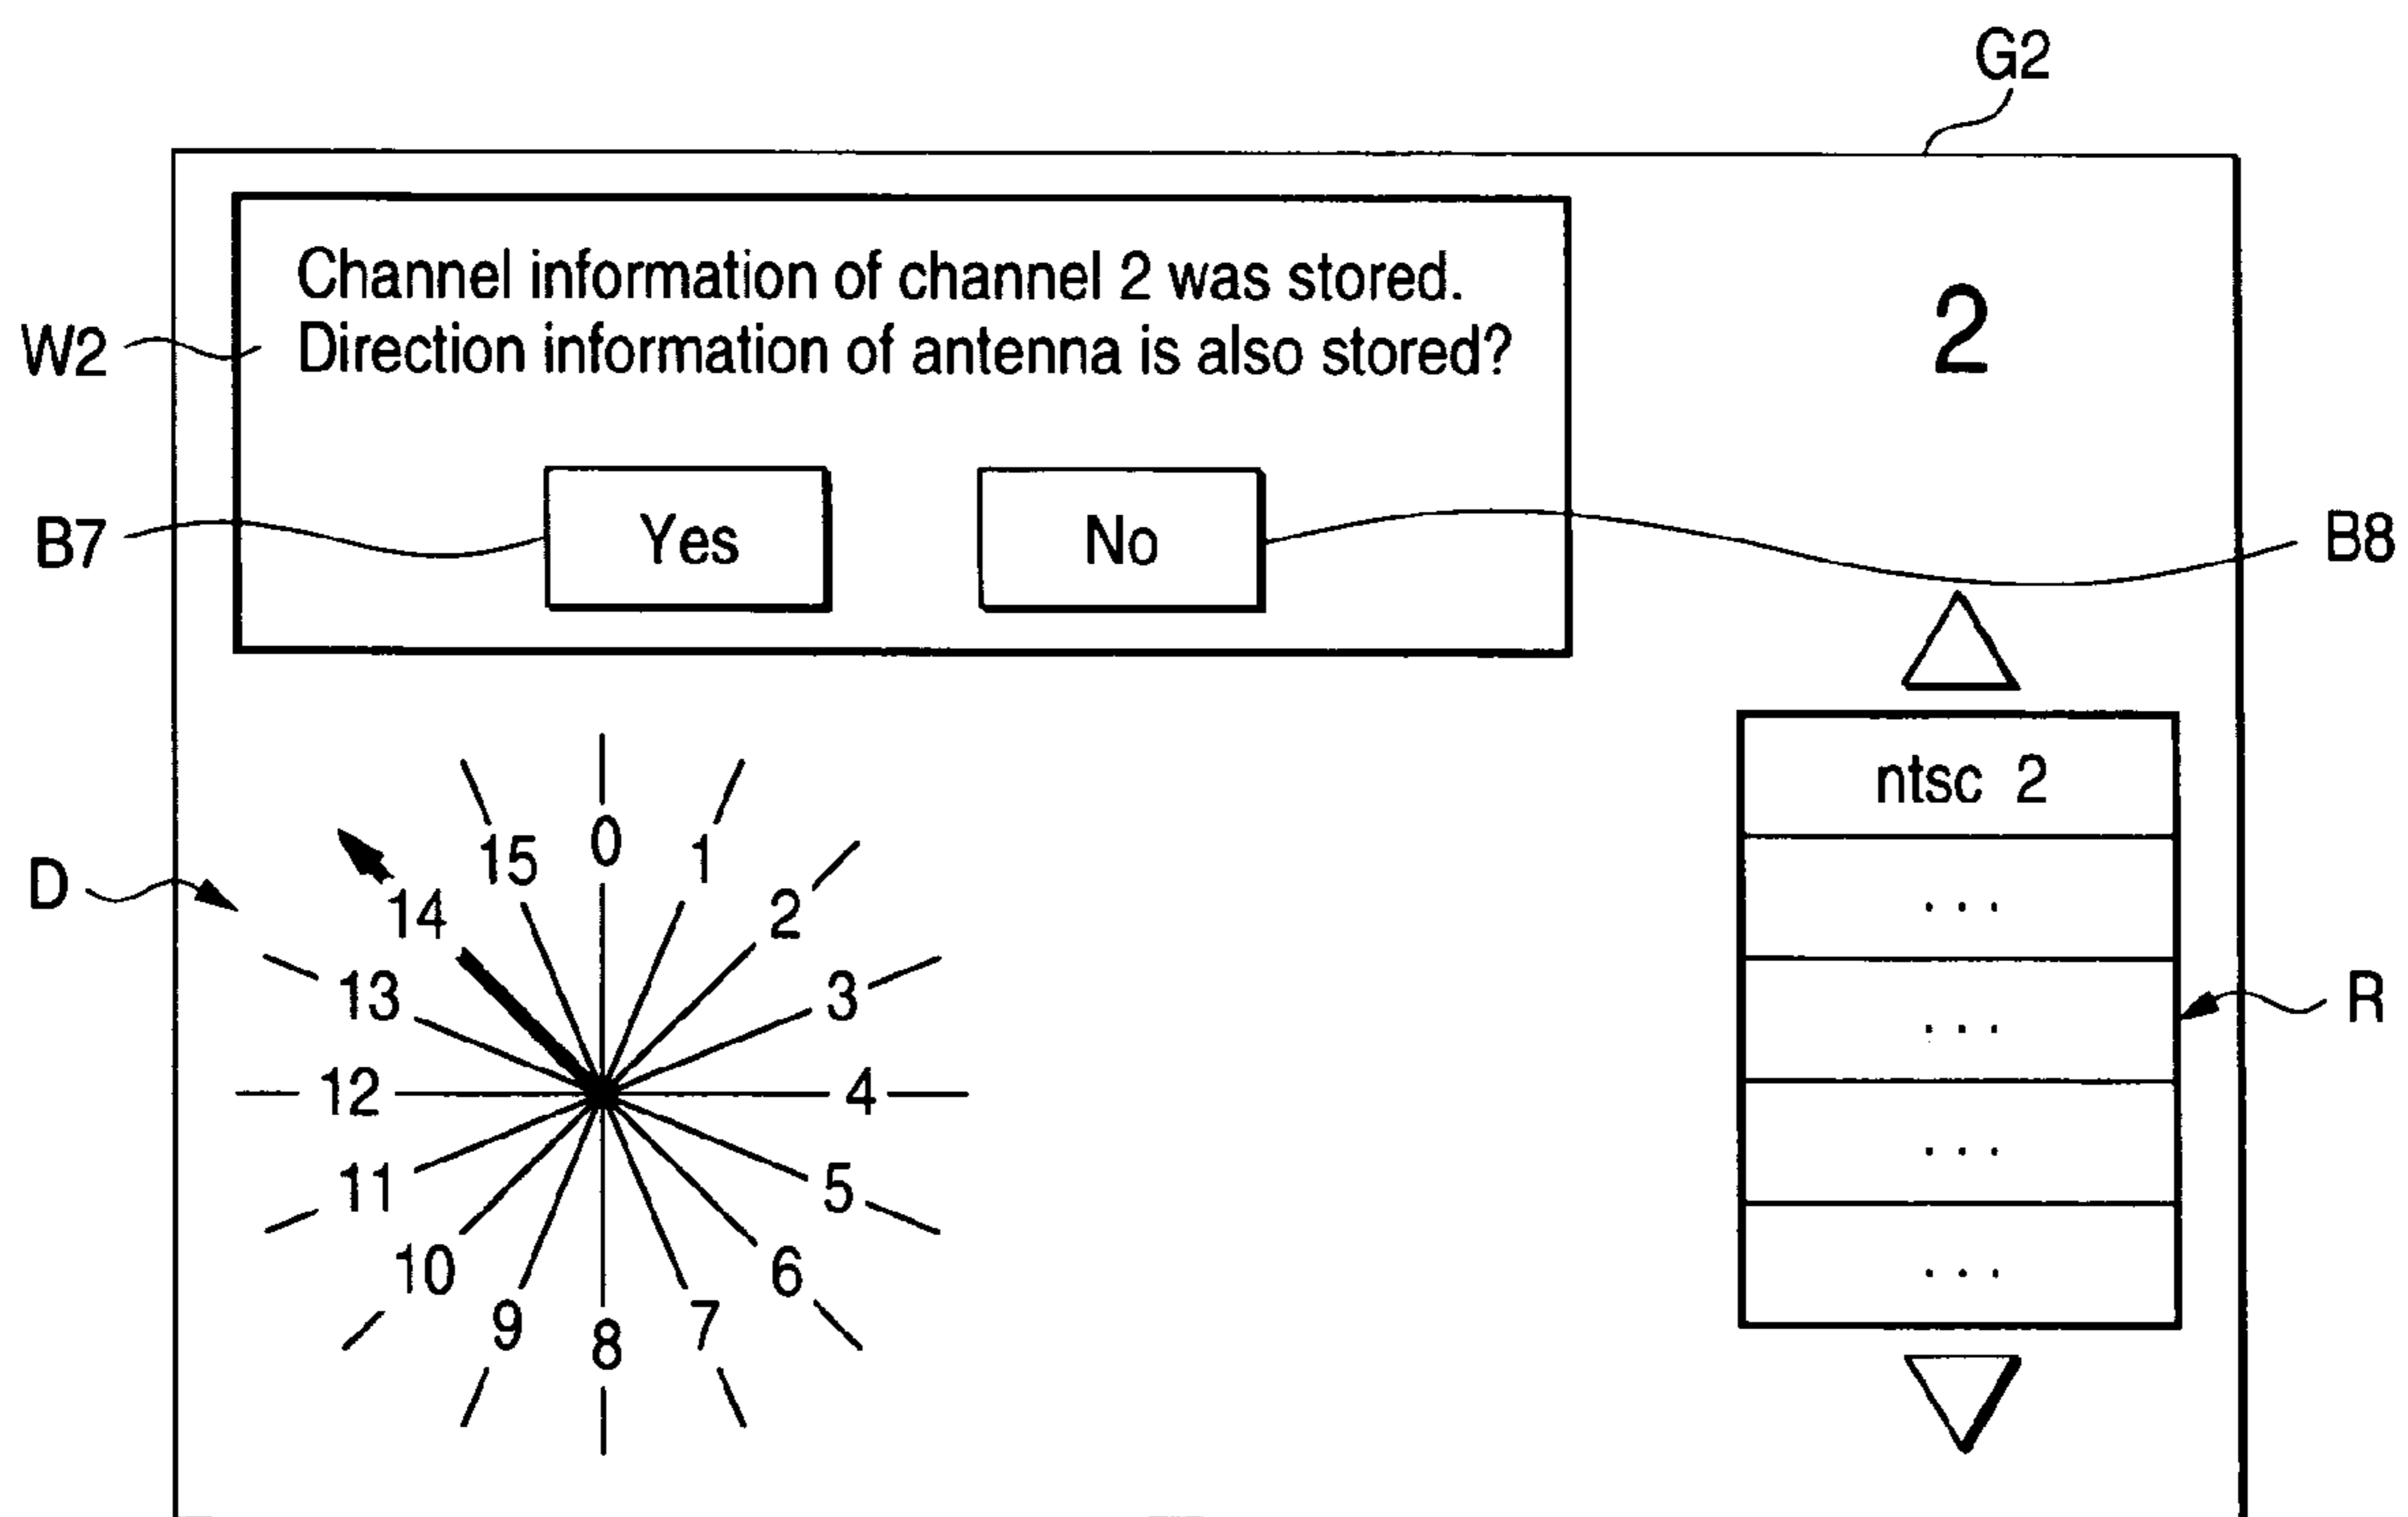 G2
Channel information of channel 2 was stored.
Direction information of antenna is also stored?
2
W2
Yes
No
B7
B8
ntsc 2
...
...
...
...
D
R
0
1
2
3
4
5
6
7
8
9
10
11
12
13
14
15